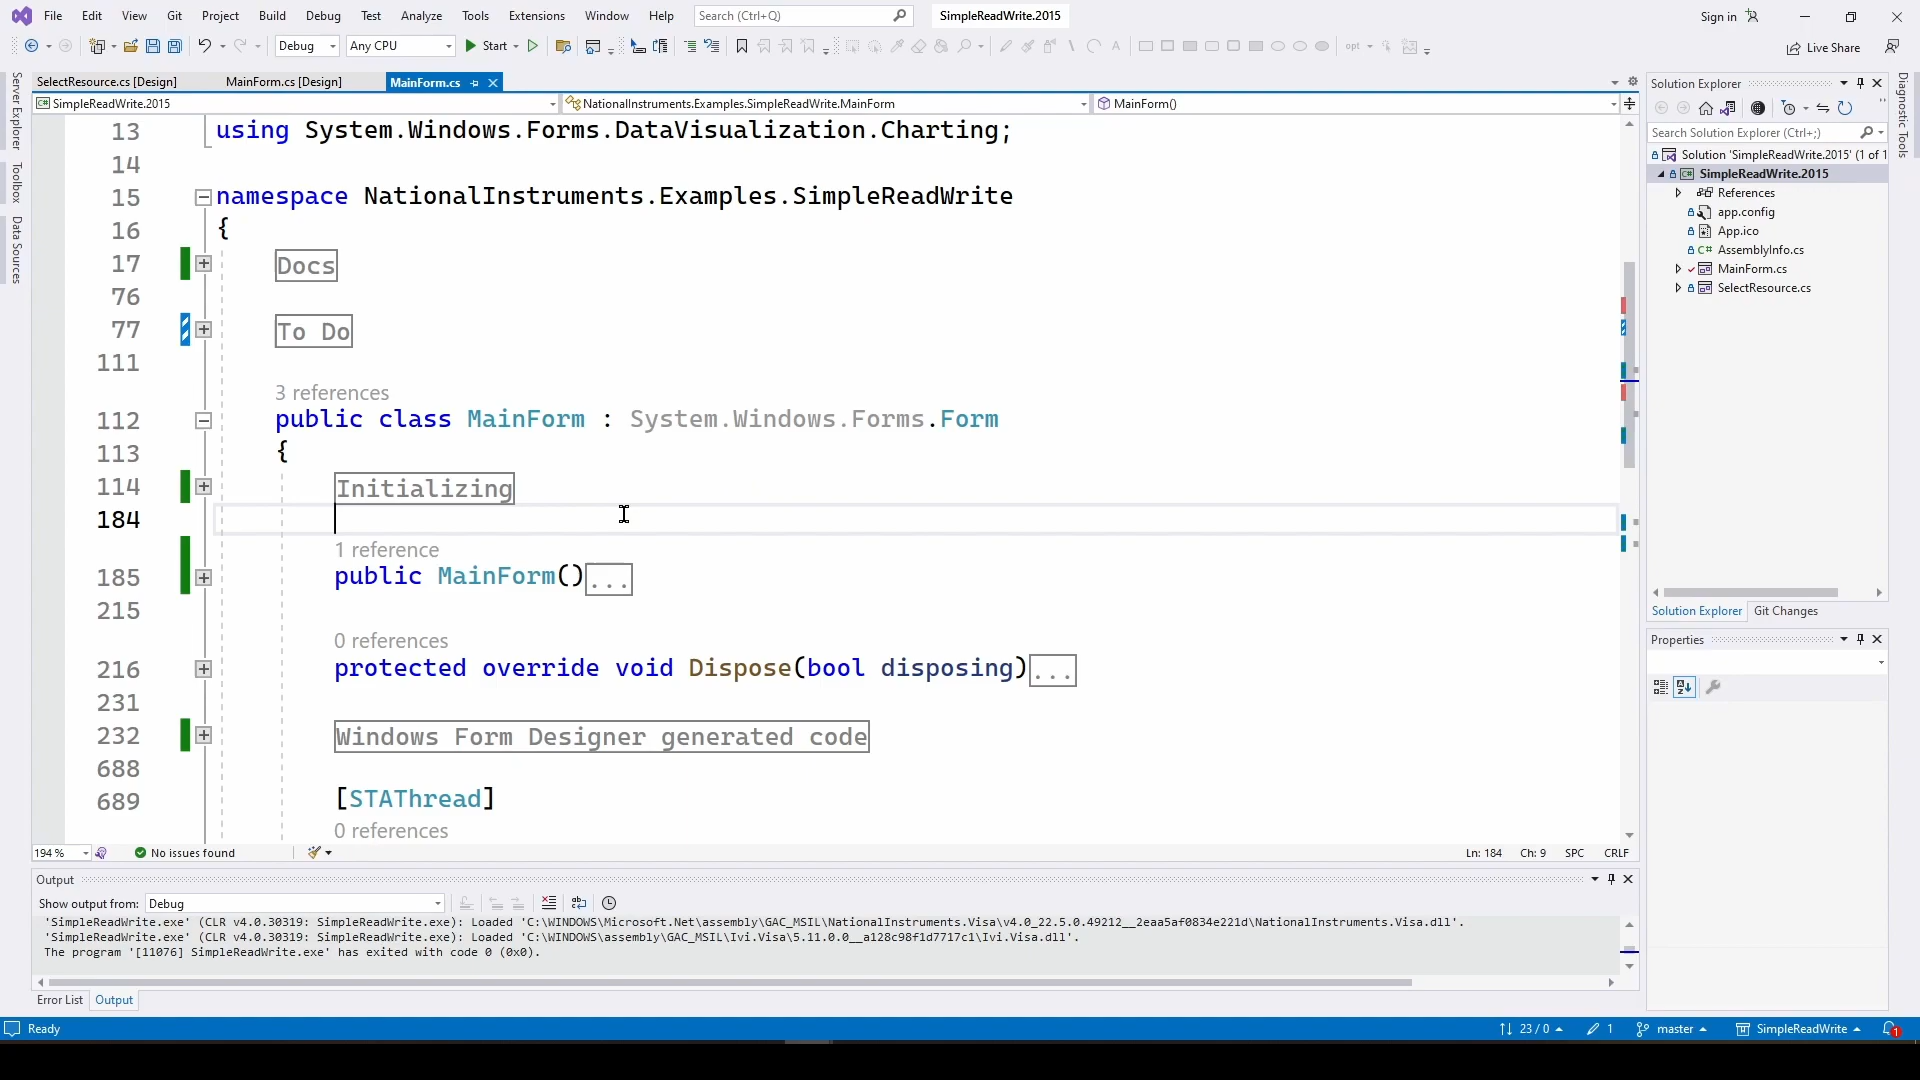 File Edit View Git Project Build Debug Test Analyze Tools Extensions Window Help Search (Ctrl+Q) SimpleReadWrite.2015 Sign in
Debug Any CPU Start opt Live Share
SelectResource.cs [Design] MainForm.cs [Design] MainForm.cs
SimpleReadWrite.2015 NationalInstruments.Examples.SimpleReadWrite.MainForm MainForm()
13 using System.Windows.Forms.DataVisualization.Charting;
14
15 namespace NationalInstruments.Examples.SimpleReadWrite
16 {
17 Docs
76
77 To Do
111
3 references
112 public class MainForm : System.Windows.Forms.Form
113 {
114 Initializing
184
1 reference
185 public MainForm()...
215
0 references
216 protected override void Dispose(bool disposing)...
231
232 Windows Form Designer generated code
688
689 [STAThread]
0 references
194 % No issues found Ln: 184 Ch: 9 SPC CRLF
Output
Show output from: Debug
'SimpleReadWrite.exe' (CLR v4.0.30319: SimpleReadWrite.exe): Loaded 'C:\WINDOWS\Microsoft.Net\assembly\GAC_MSIL\NationalInstruments.Visa\v4.0_22.5.0.49212__2eaa5af0834e221d\NationalInstruments.Visa.dll'.
'SimpleReadWrite.exe' (CLR v4.0.30319: SimpleReadWrite.exe): Loaded 'C:\WINDOWS\assembly\GAC_MSIL\Ivi.Visa\5.11.0.0__a128c98f1d7717c1\Ivi.Visa.dll'.
The program '[11076] SimpleReadWrite.exe' has exited with code 0 (0x0).
Error List Output
Ready 23 / 0 1 master SimpleReadWrite 1
Server Explorer
Toolbox
Data Sources
Solution Explorer
Search Solution Explorer (Ctrl+;)
Solution 'SimpleReadWrite.2015' (1 of 1
SimpleReadWrite.2015
References
app.config
App.ico
AssemblyInfo.cs
MainForm.cs
SelectResource.cs
Solution Explorer Git Changes
Properties
Diagnostic Tools